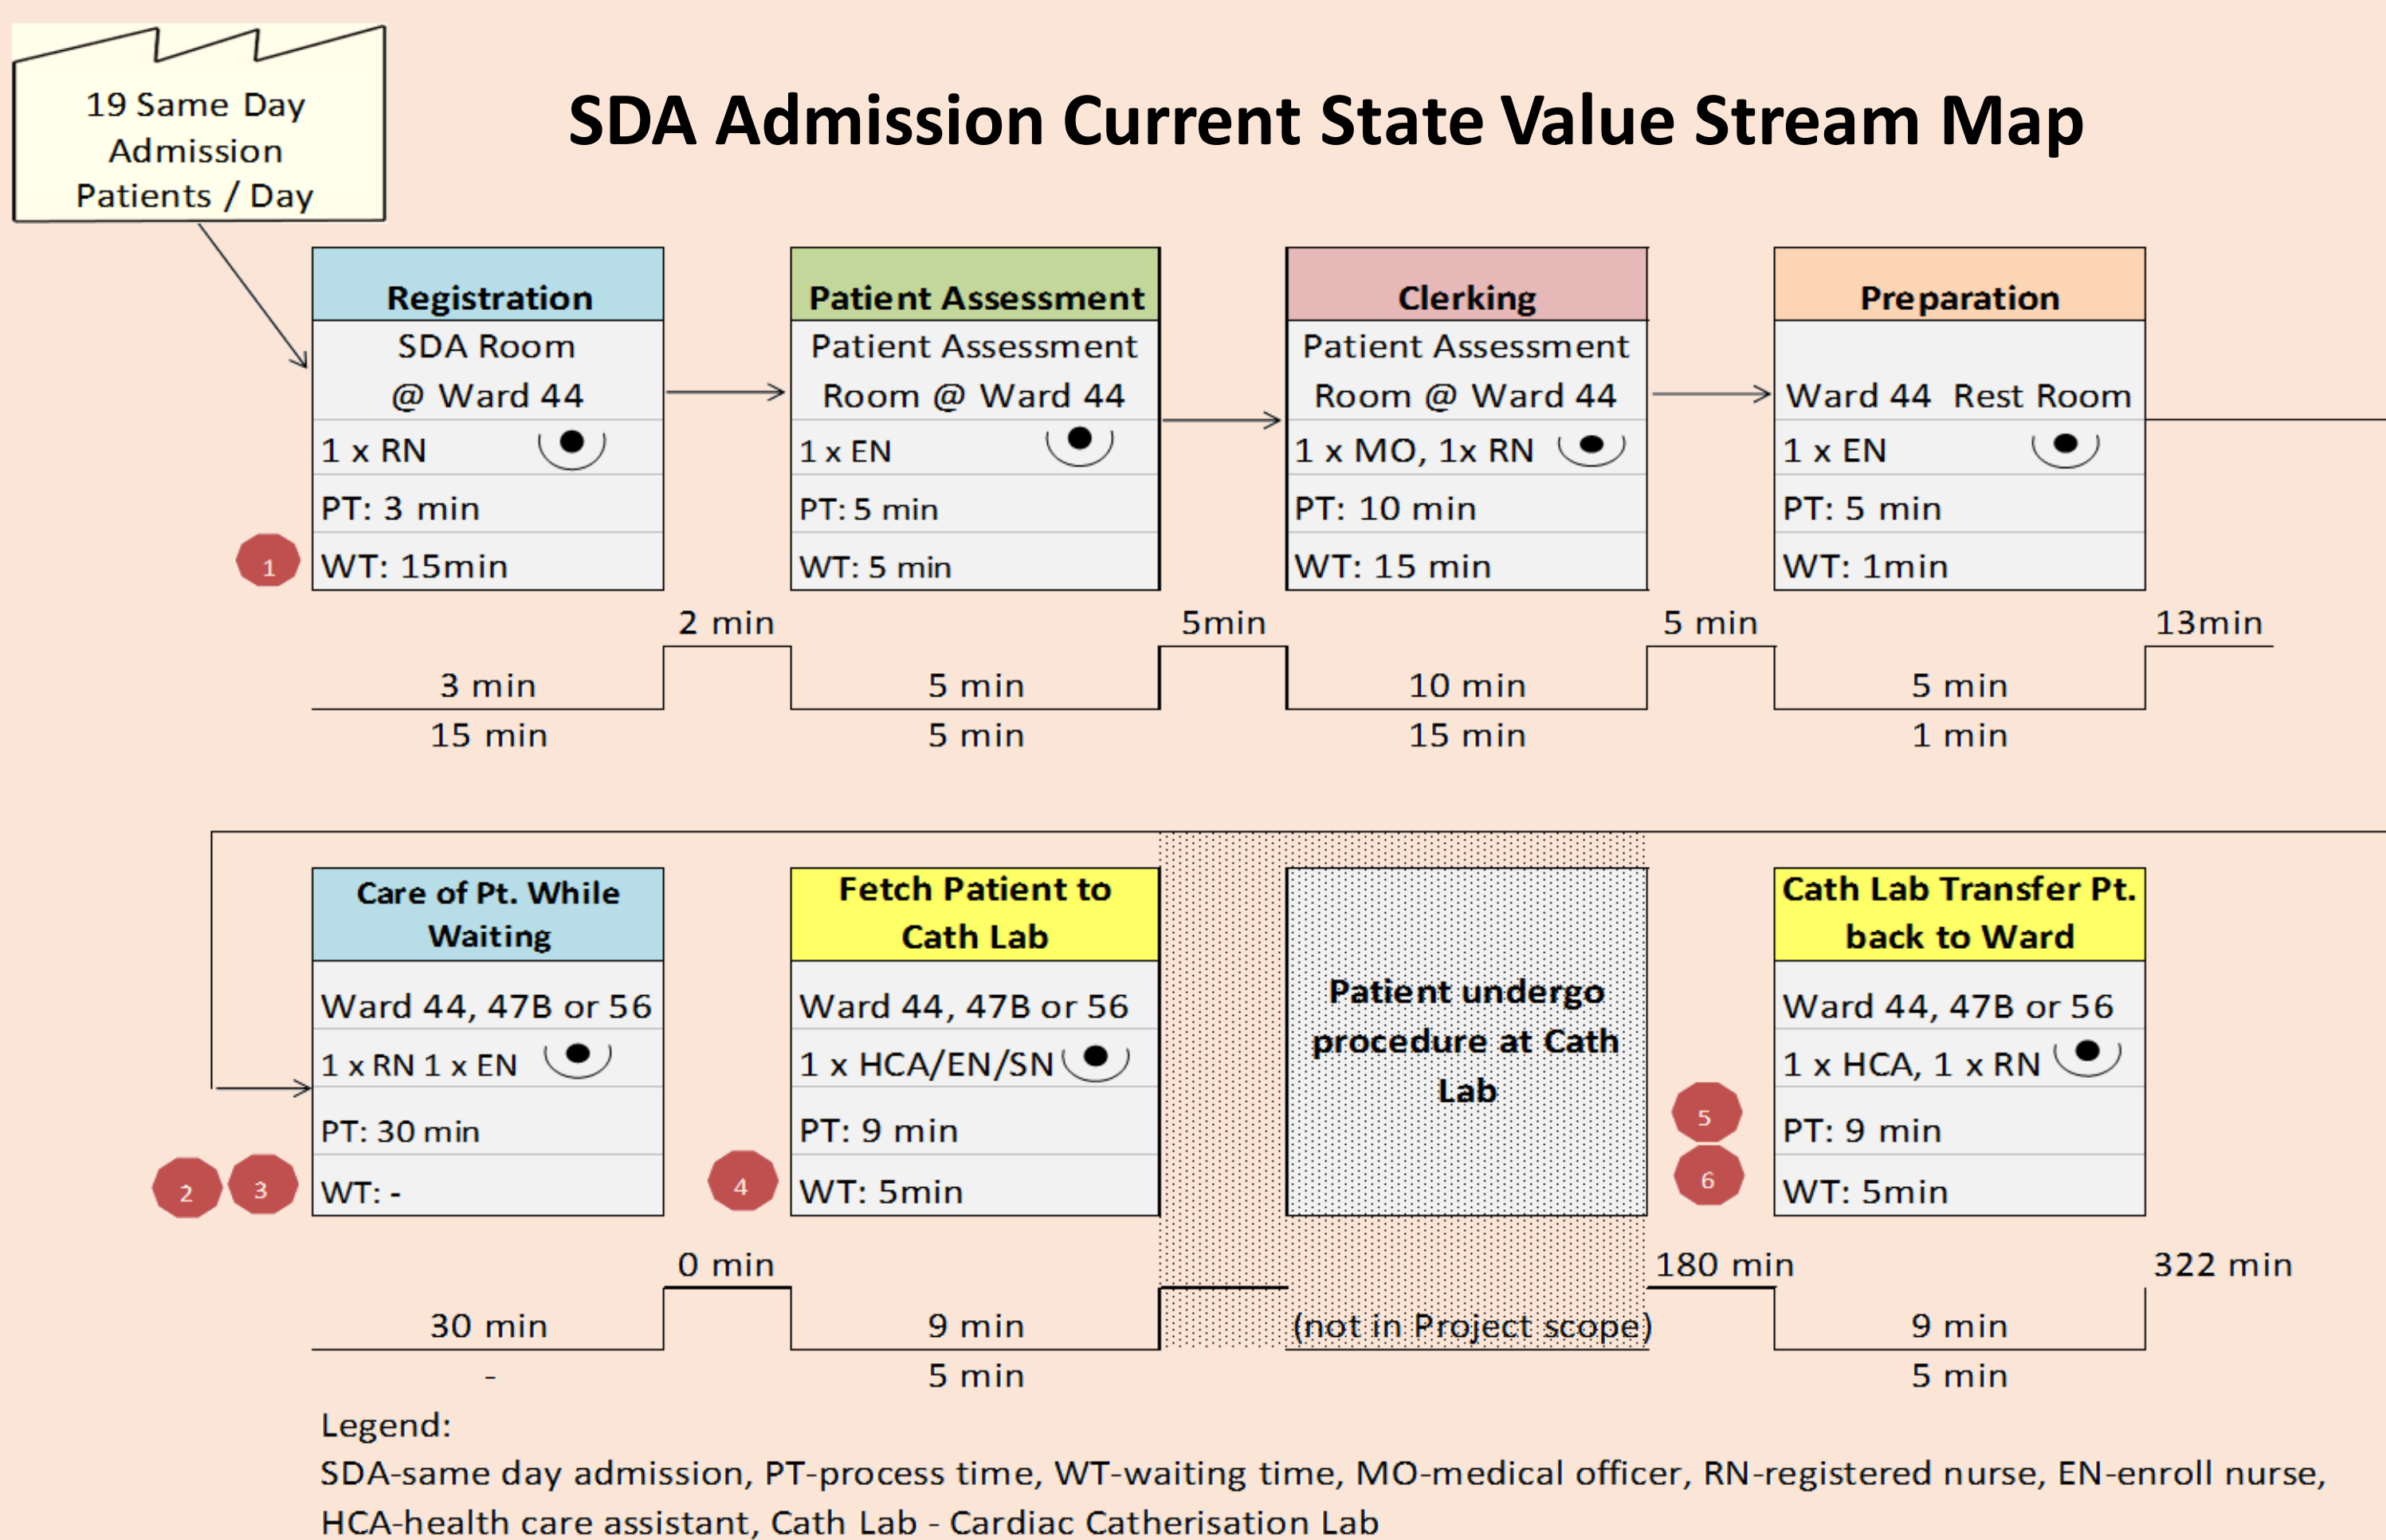 19 Same Day
Admission
Patients / Day
SDA Admission Current State Value Stream Map
Registration
SDA Room
@ Ward 44
1 x RN
PT: 3 min
1
WT: 15min
Patient Assessment
Patient Assessment
Room @ Ward 44
1 x EN
PT: 5 min
WT: 5 min
Clerking
Patient Assessment
Room @ Ward 44
1 x MO, 1x RN
PT: 10 min
WT: 15 min
Preparation
Ward 44 Rest Room
1 x EN
PT: 5 min
WT: 1min
2 min
5min
5 min
13min
3 min
5 min
10 min
5 min
15 min
5 min
15 min
1 min
Care of Pt. While
Waiting
Ward 44, 47B or 56
1 x RN 1 x EN
PT: 30 min
2
3
WT: -
Fetch Patient to
Cath Lab
Ward 44, 47B or 56
1 x HCA/EN/SN
PT: 9 min
4
WT: 5min
Patient undergo
procedure at Cath
Lab
Cath Lab Transfer Pt.
back to Ward
Ward 44, 47B or 56
1 x HCA, 1 x RN
5
PT: 9 min
6
WT: 5min
0 min
180 min
322 min
30 min
9 min
(not in Project scope)
9 min
-
5 min
5 min
Legend:
SDA-same day admission, PT-process time, WT-waiting time, MO-medical officer, RN-registered nurse, EN-enroll nurse,
HCA-health care assistant, Cath Lab - Cardiac Catherisation Lab